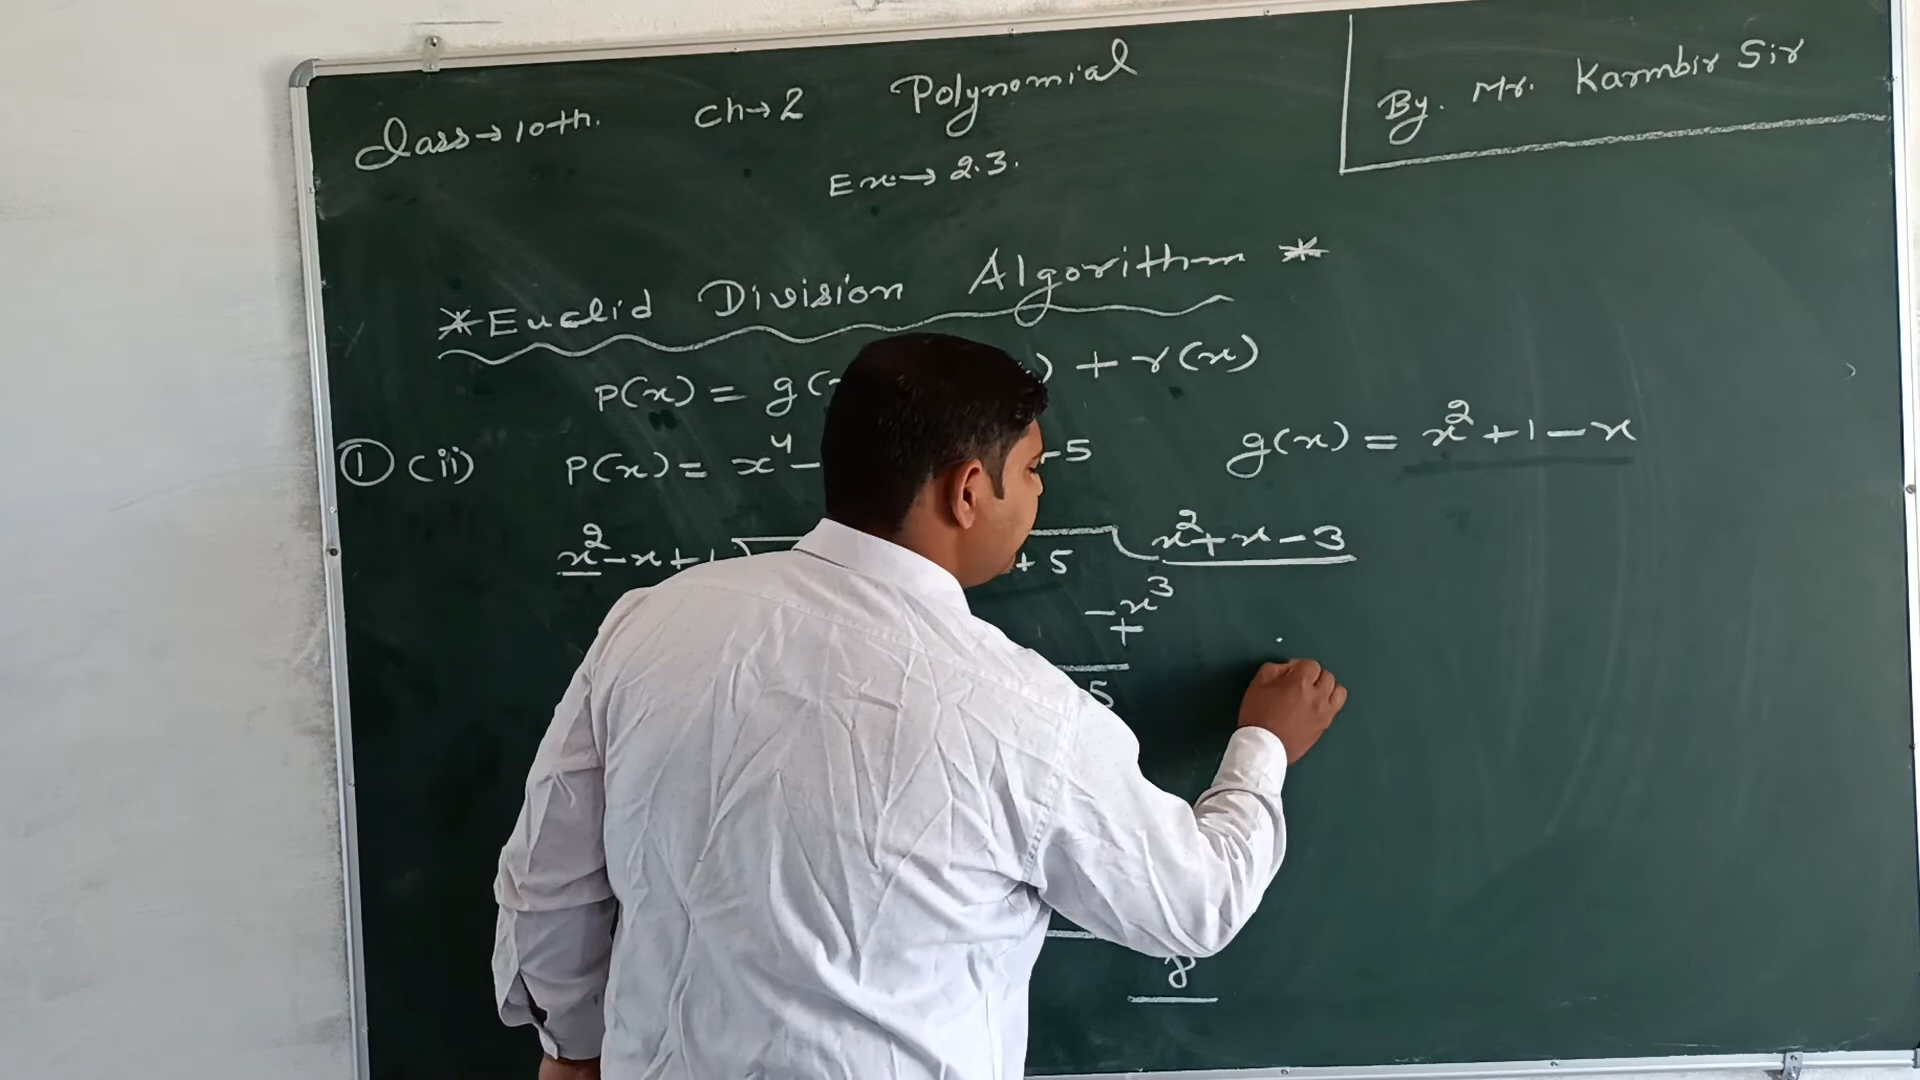 Class→10th. Ch→2 Polynomial
By. Mr. Karmbir Sir
Ex→2.3.
*Euclid Division Algorithm*
P(x) = g( ) + r(x)
① (ii) P(x) = x⁴- -5 g(x) = x²+1-x
x²-x+1 +5 x²+x-3
-x³
+
5